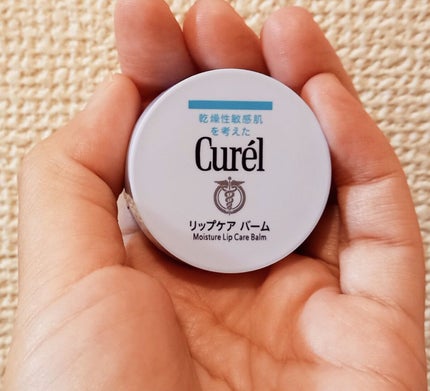 乾燥性敏感肌
を考えた
Curél
リップケア バーム
Moisture Lip Care Balm